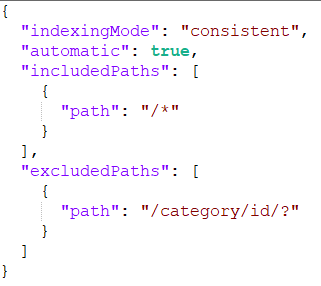 {
  "indexingMode": "consistent",
  "automatic": true,
  "includedPaths": [
    {
      "path": "/*"
    }
  ],
  "excludedPaths": [
    {
      "path": "/category/id/?"
    }
  ]
}